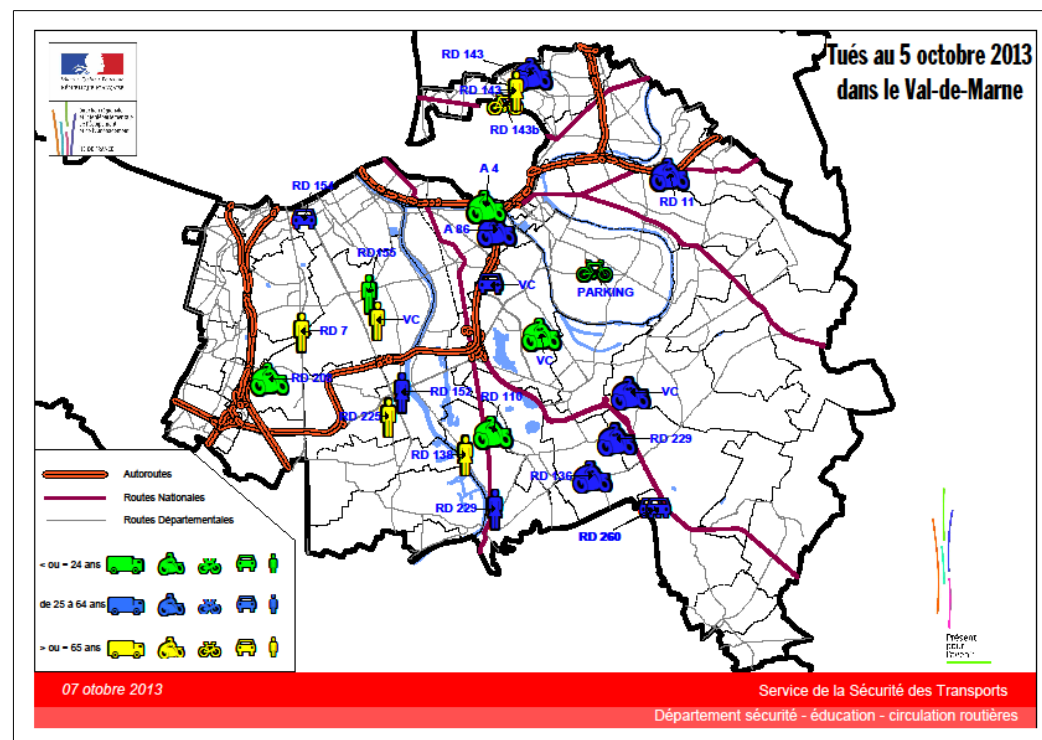 Tués au 5 octobre 2013
dans le Val-de-Marne
RD 143
RD 143
RD 143b
A 4
RD 11
RD 154
A 86
RD 155
VC
PARKING
VC
RD 7
VC
RD 152
RD 110
VC
RD 225
RD 229
RD 138
RD 136
RD 229
RD 260
Autoroutes
Routes Nationales
Routes Départementales
< ou = 24 ans
de 25 à 64 ans
> ou = 65 ans
Présent
pour
l'avenir
07 otobre 2013
Service de la Sécurité des Transports
Département sécurité - éducation - circulation routières